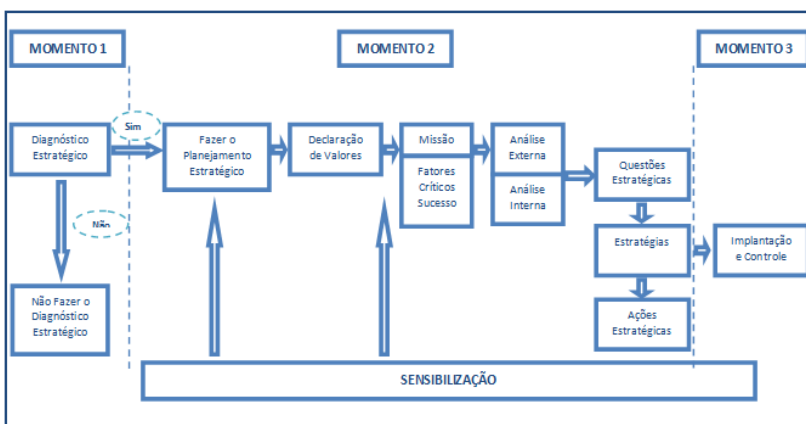 MOMENTO 1
MOMENTO 2
MOMENTO 3
Sim
Diagnóstico
Estratégico
Não
Não Fazer o
Diagnóstico
Estratégico
Fazer o
Planejamento
Estratégico
Declaração
de Valores
Missão
Fatores
Críticos
Sucesso
Análise
Externa
Análise
Interna
Questões
Estratégicas
Estratégias
Ações
Estratégicas
Implantação
e Controle
SENSIBILIZAÇÃO